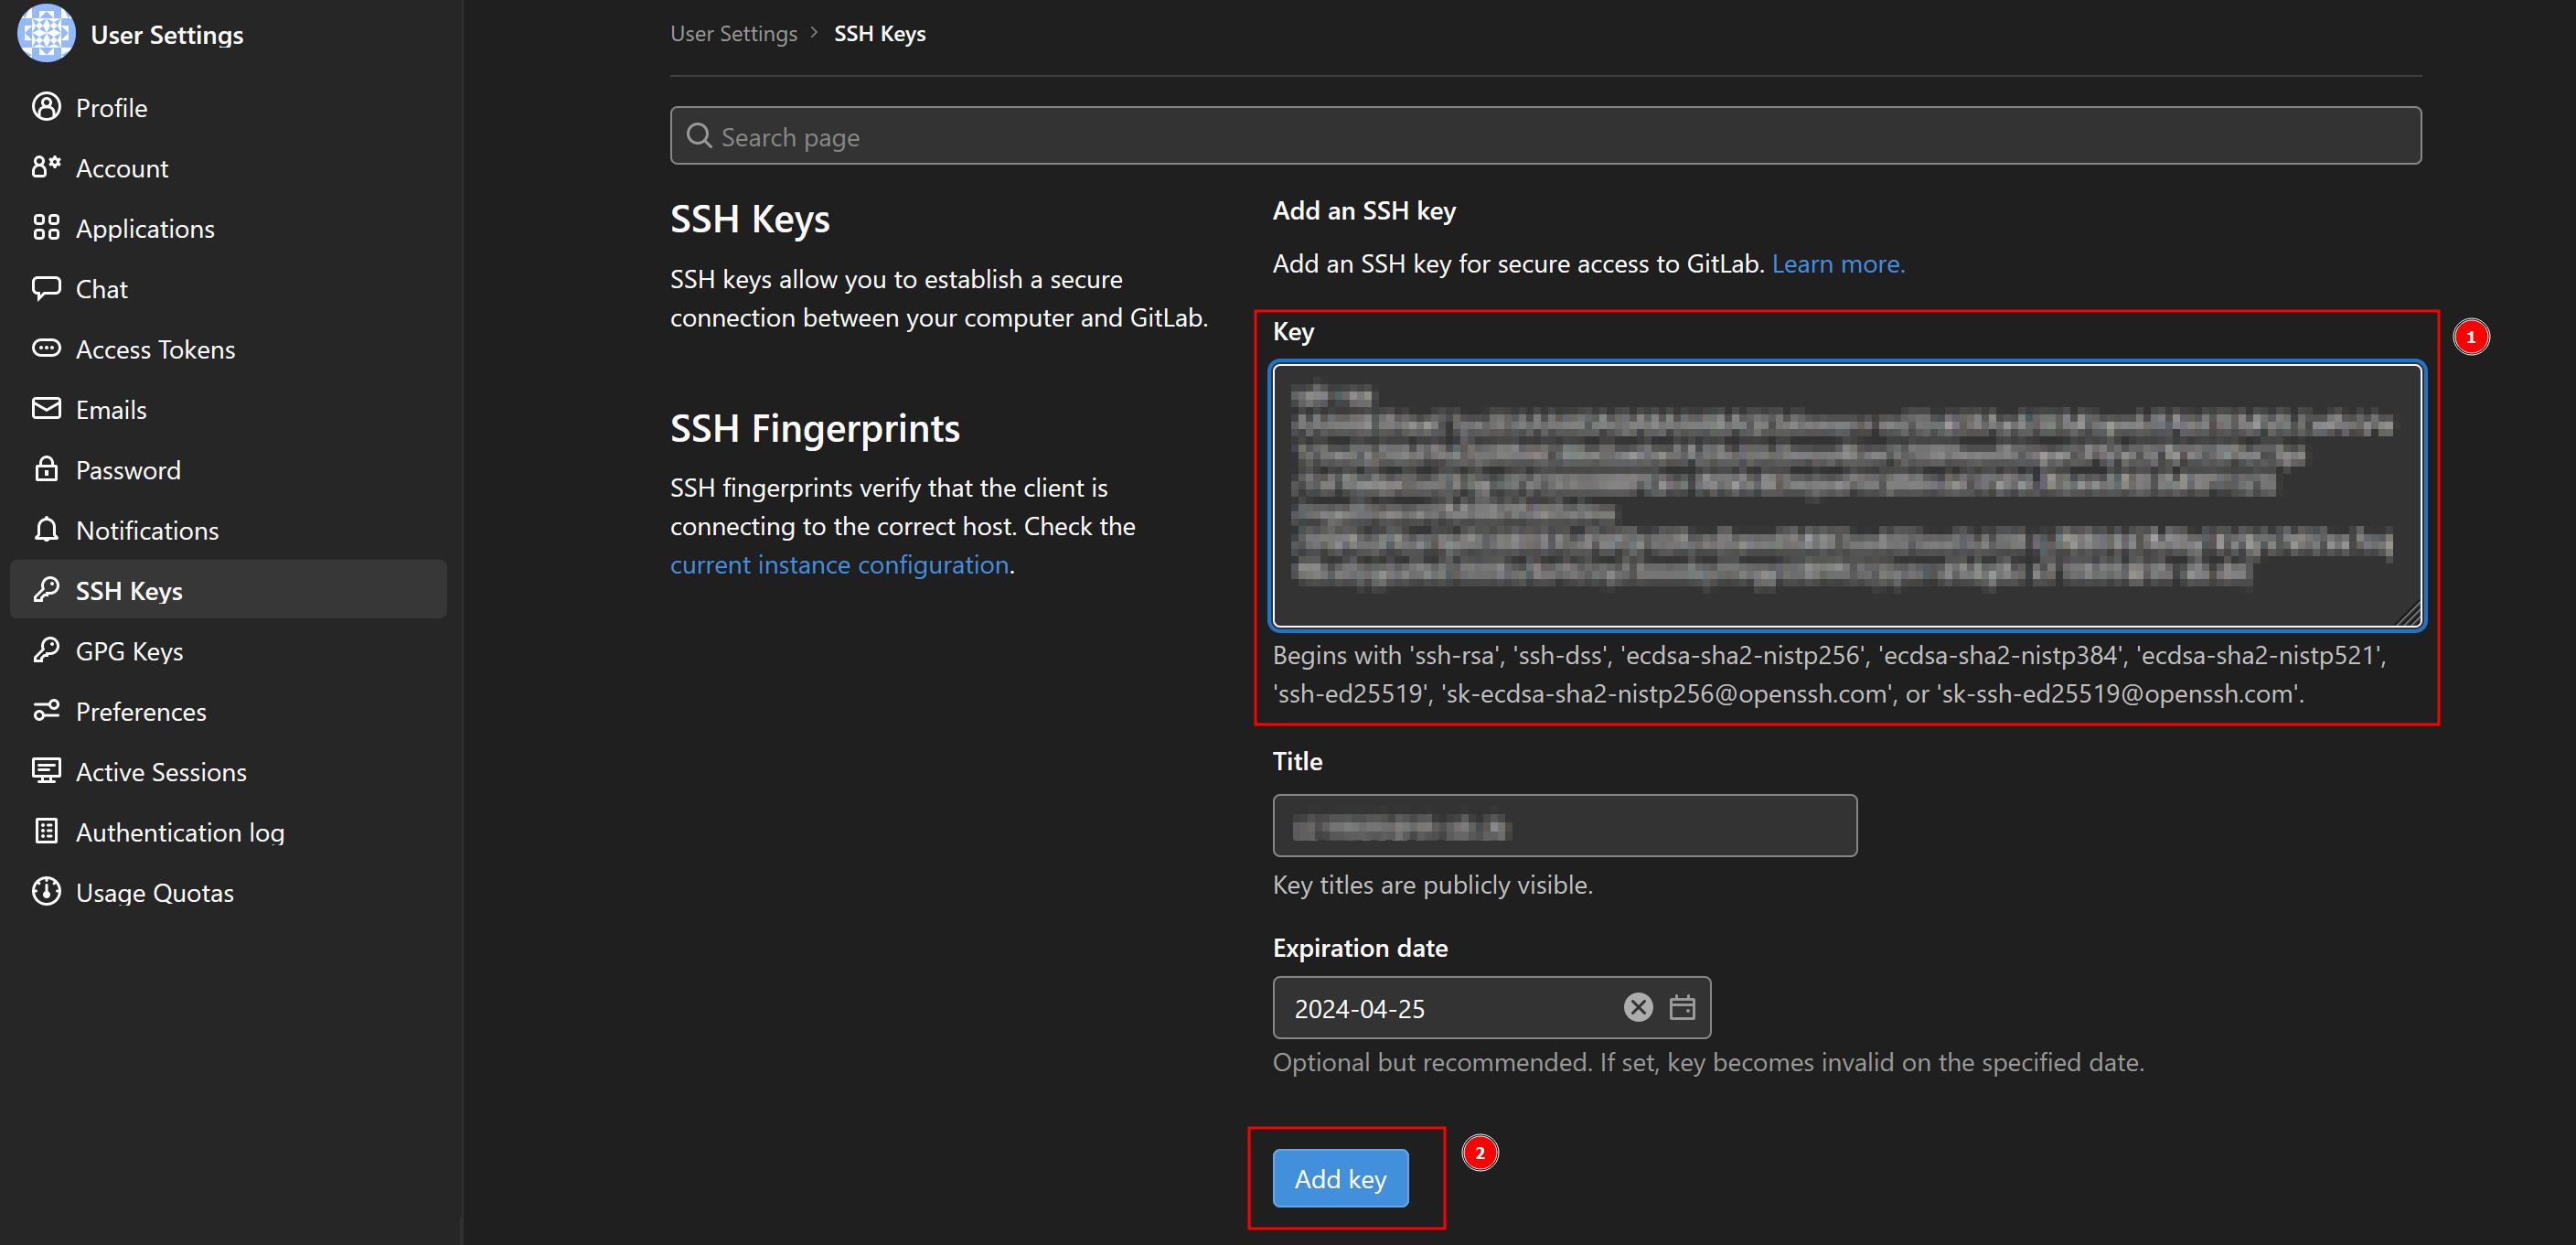 User Settings
Profile
Account
Applications
Chat
Access Tokens
Emails
Password
Notifications
SSH Keys
GPG Keys
Preferences
Active Sessions
Authentication log
Usage Quotas
User Settings › SSH Keys
Search page
SSH Keys
SSH keys allow you to establish a secure
connection between your computer and GitLab.
SSH Fingerprints
SSH fingerprints verify that the client is
connecting to the correct host. Check the
current instance configuration.
Add an SSH key
Add an SSH key for secure access to GitLab. Learn more.
Key
1
Begins with 'ssh-rsa', 'ssh-dss', 'ecdsa-sha2-nistp256', 'ecdsa-sha2-nistp384', 'ecdsa-sha2-nistp521',
'ssh-ed25519', 'sk-ecdsa-sha2-nistp256@openssh.com', or 'sk-ssh-ed25519@openssh.com'.
Title
Key titles are publicly visible.
Expiration date
2024-04-25
Optional but recommended. If set, key becomes invalid on the specified date.
Add key
2